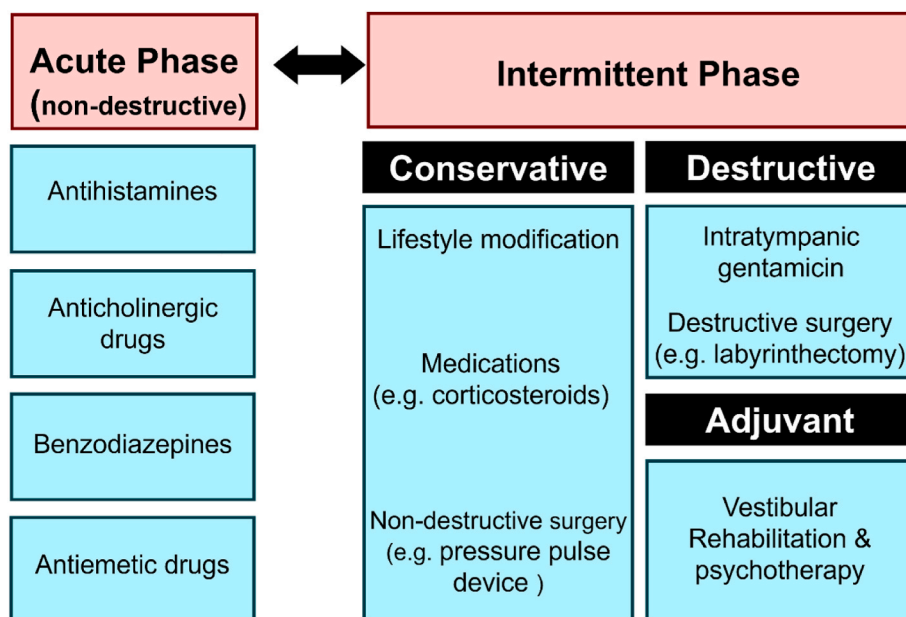 Acute Phase
(non-destructive)
Antihistamines
Anticholinergic
drugs
Benzodiazepines
Antiemetic drugs
Intermittent Phase
Conservative
Lifestyle modification
Medications
(e.g. corticosteroids)
Non-destructive surgery
(e.g. pressure pulse
device )
Destructive
Intratympanic
gentamicin
Destructive surgery
(e.g. labyrinthectomy)
Adjuvant
Vestibular
Rehabilitation &
psychotherapy